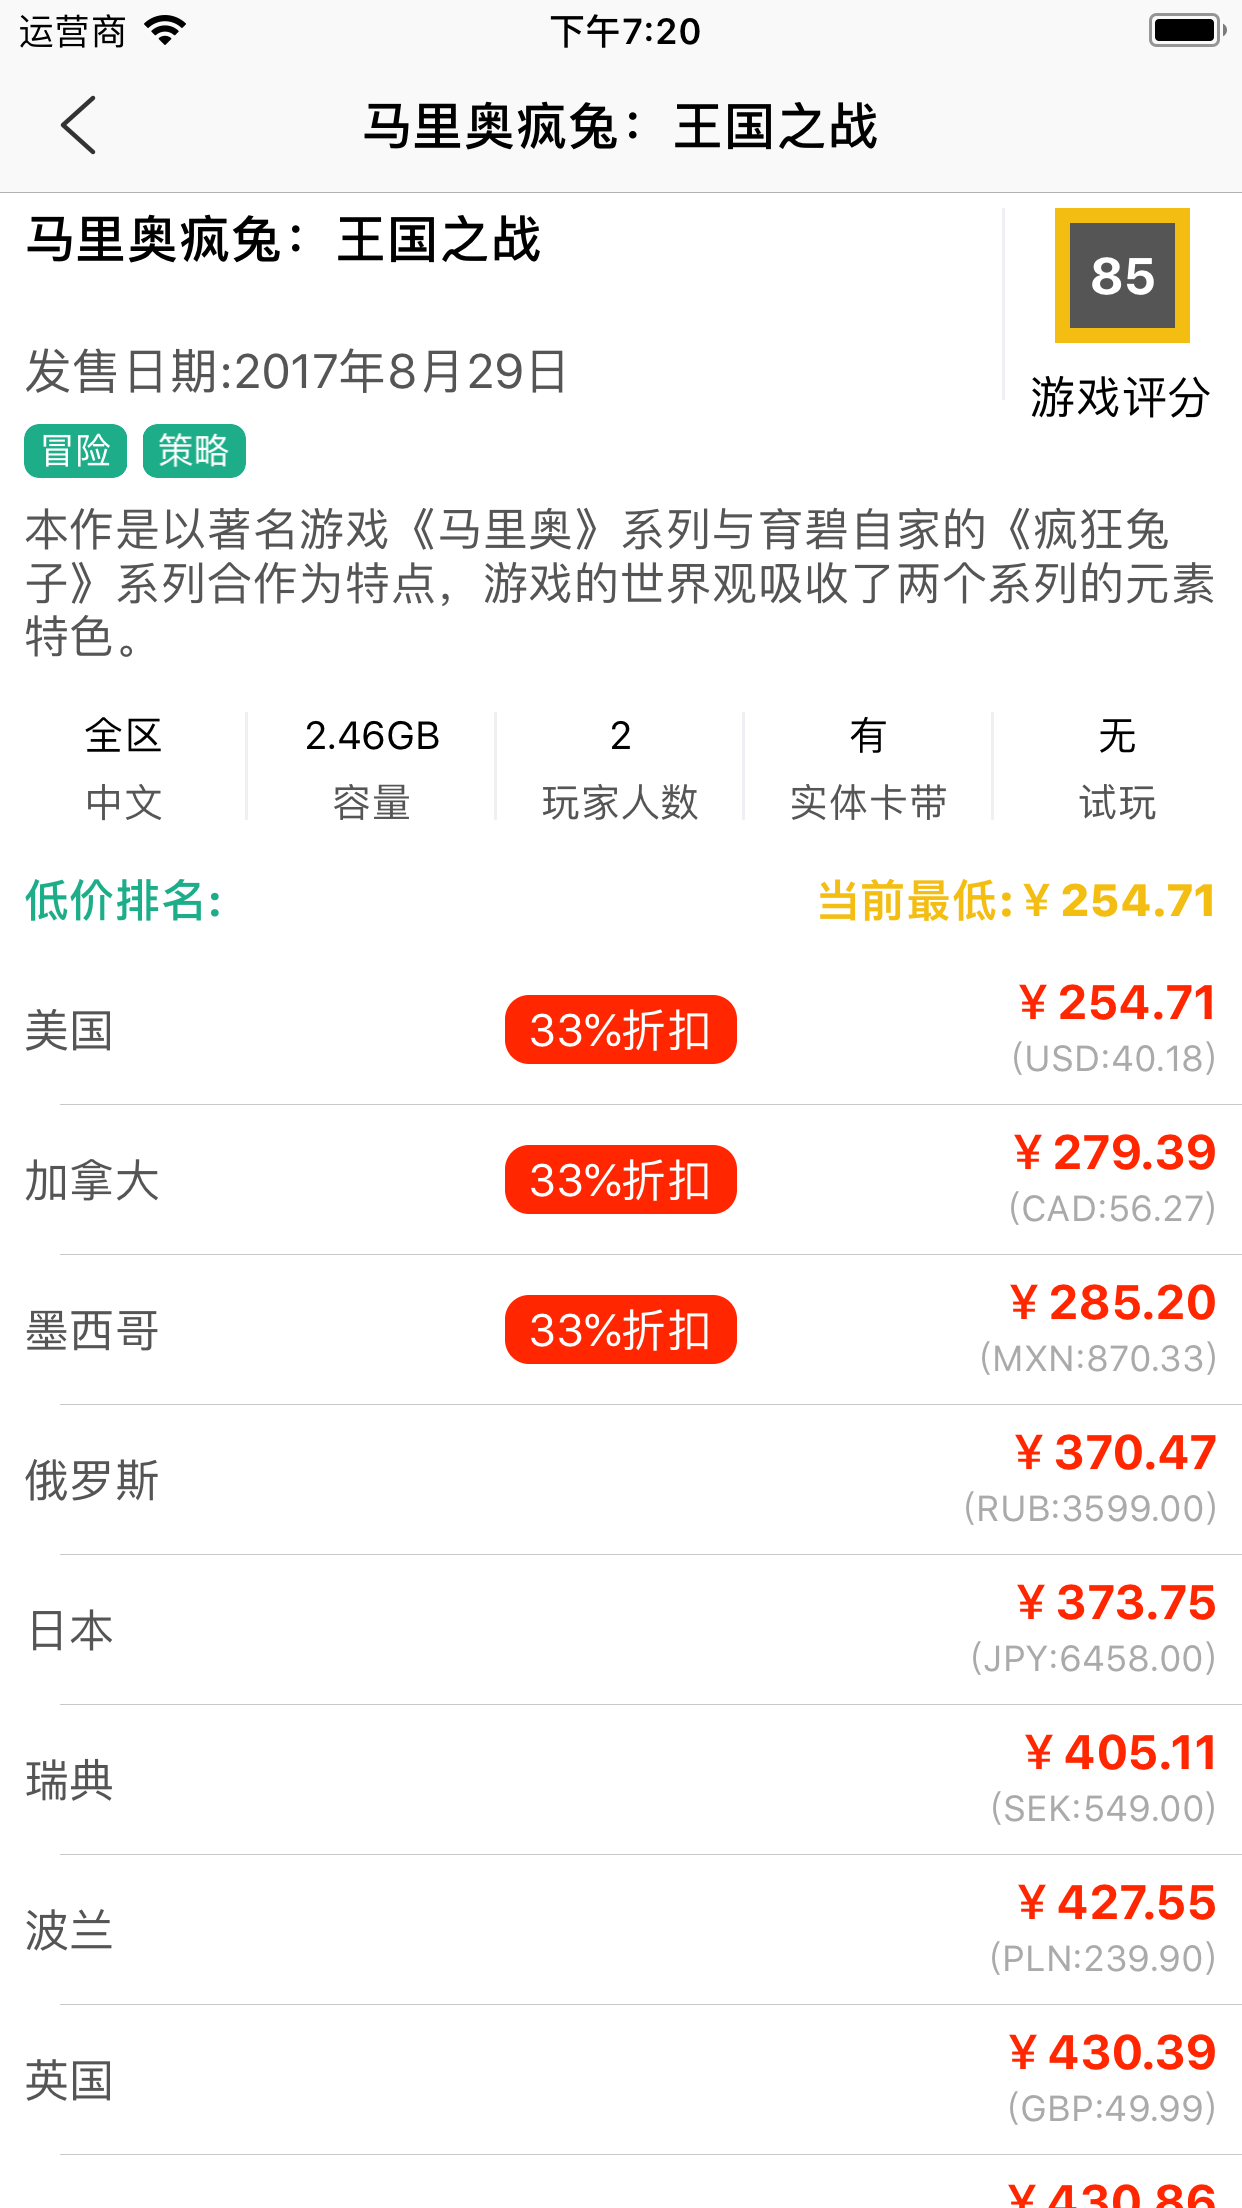 运营商 下午7:20
马里奥疯兔：王国之战
马里奥疯兔：王国之战
85
发售日期:2017年8月29日
游戏评分
冒险 策略
本作是以著名游戏《马里奥》系列与育碧自家的《疯狂兔
子》系列合作为特点，游戏的世界观吸收了两个系列的元素
特色。
全区 2.46GB 2 有 无
中文 容量 玩家人数 实体卡带 试玩
低价排名: 当前最低:￥254.71
美国 33%折扣 ￥254.71
(USD:40.18)
加拿大 33%折扣 ￥279.39
(CAD:56.27)
墨西哥 33%折扣 ￥285.20
(MXN:870.33)
俄罗斯 ￥370.47
(RUB:3599.00)
日本 ￥373.75
(JPY:6458.00)
瑞典 ￥405.11
(SEK:549.00)
波兰 ￥427.55
(PLN:239.90)
英国 ￥430.39
(GBP:49.99)
￥430.86